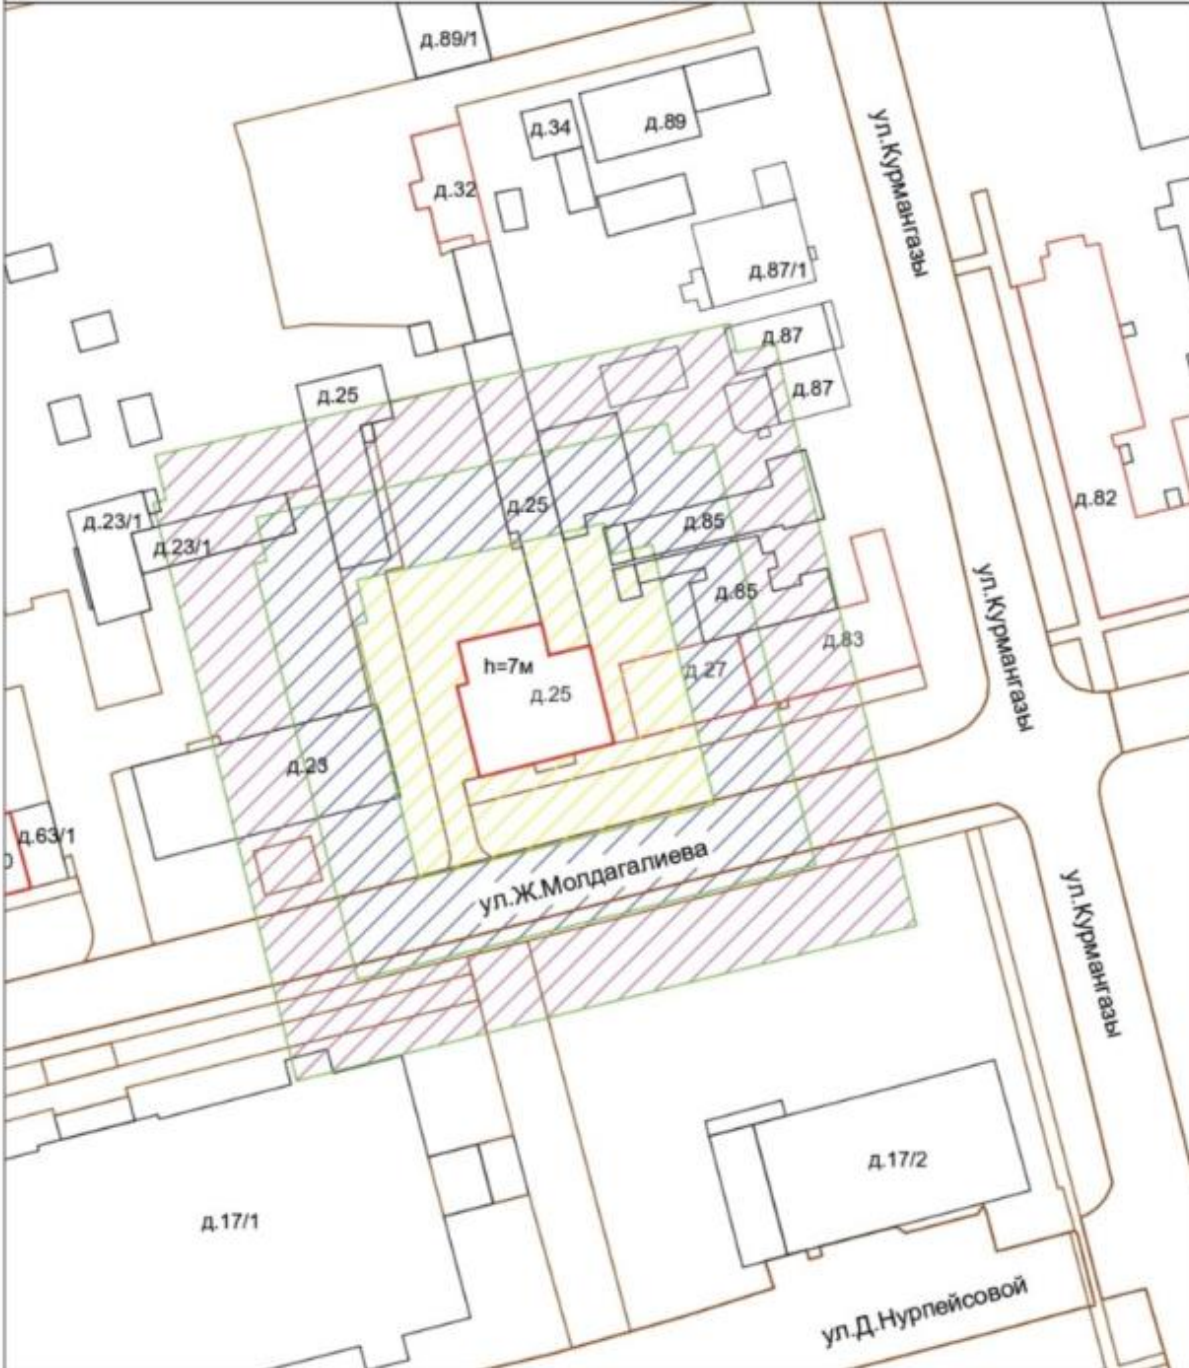 д.89/1
д.34
д.89
ул.Курмангазы
д.32
д.87/1
д.87
д.87
д.25
д.82
д.25
д.23/1
д.85
д.23/1
д.85
ул.Курмангазы
д.83
h=7м
д.27
д.25
д.23
д.63/1
0
ул.Ж.Молдагалиева
ул.Курмангазы
д.17/2
д.17/1
ул.Д.Нурпейсовой